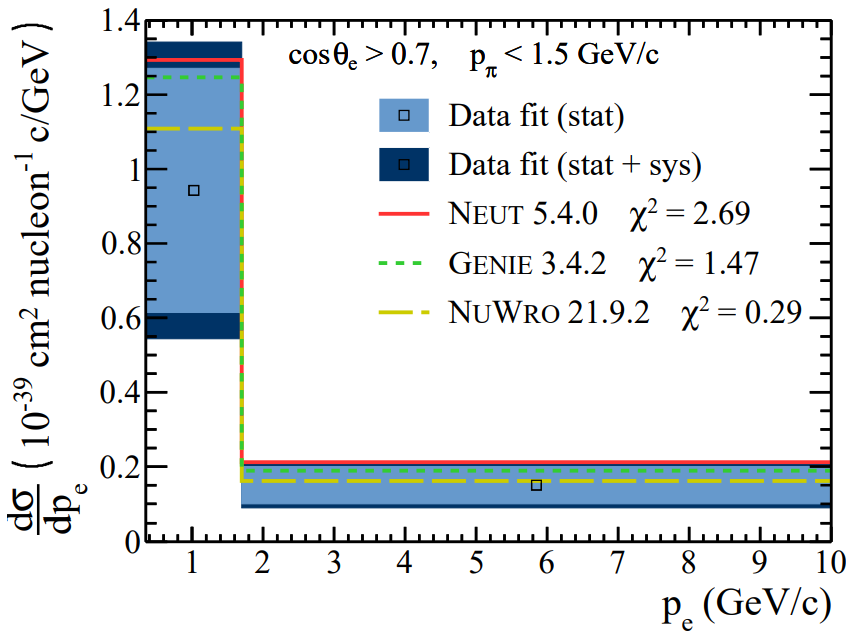 cosθe > 0.7, pπ < 1.5 GeV/c
Data fit (stat)
Data fit (stat + sys)
NEUT 5.4.0 χ² = 2.69
GENIE 3.4.2 χ² = 1.47
NUWRO 21.9.2 χ² = 0.29
dσ/dpe (10⁻³⁹ cm² nucleon⁻¹ c/GeV)
1.4
1.2
1
0.8
0.6
0.4
0.2
0
1 2 3 4 5 6 7 8 9 10
pe (GeV/c)